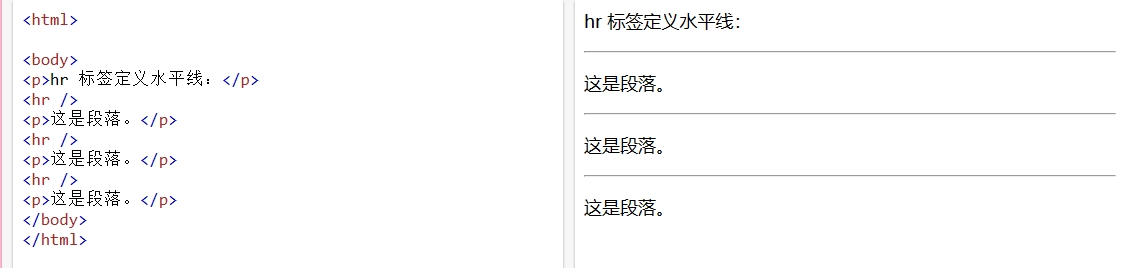 <html>
<body>
<p>hr 标签定义水平线：</p>
<hr />
<p>这是段落。</p>
<hr />
<p>这是段落。</p>
<hr />
<p>这是段落。</p>
</body>
</html>
hr 标签定义水平线：
这是段落。
这是段落。
这是段落。